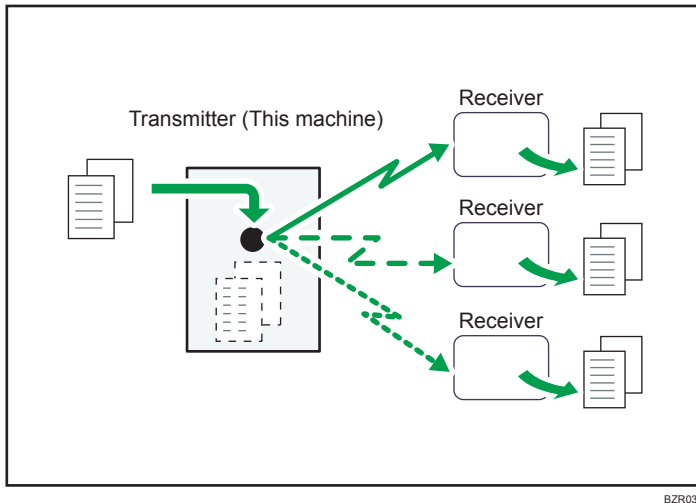 Receiver
Transmitter (This machine)
Receiver
Receiver
BZR03